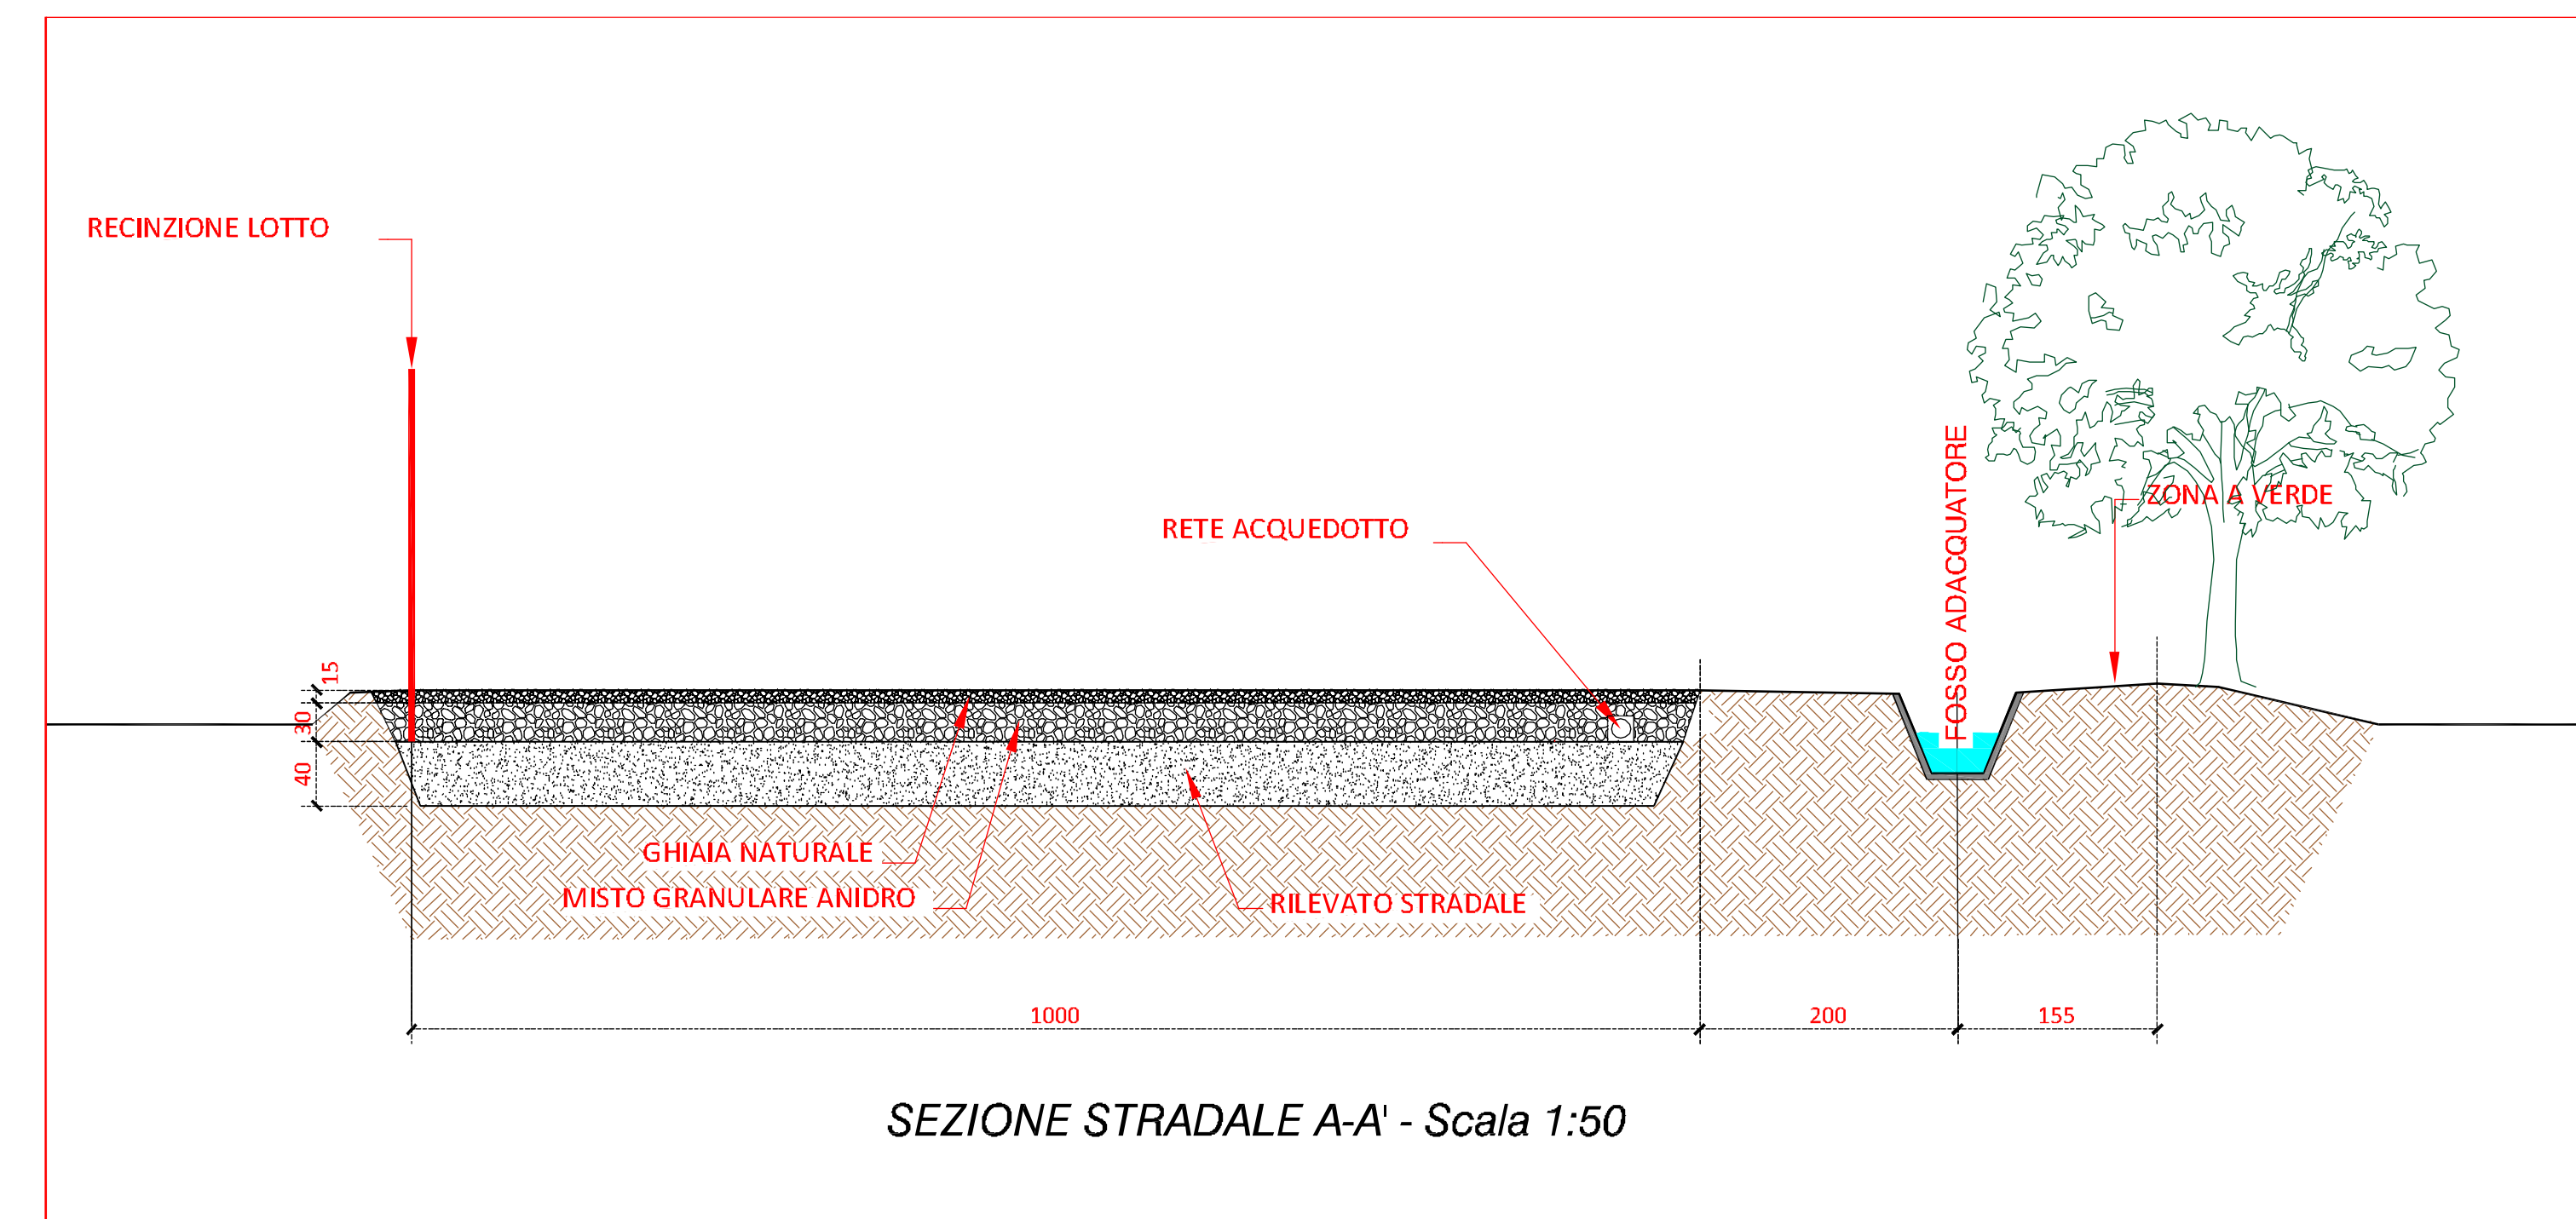 RECINZIONE LOTTO
FOSSO ADACQUATORE
ZONA A VERDE
RETE ACQUEDOTTO
15
30
40
GHIAIA NATURALE
MISTO GRANULARE ANIDRO
RILEVATO STRADALE
1000
200
155
SEZIONE STRADALE A-A' - Scala 1:50